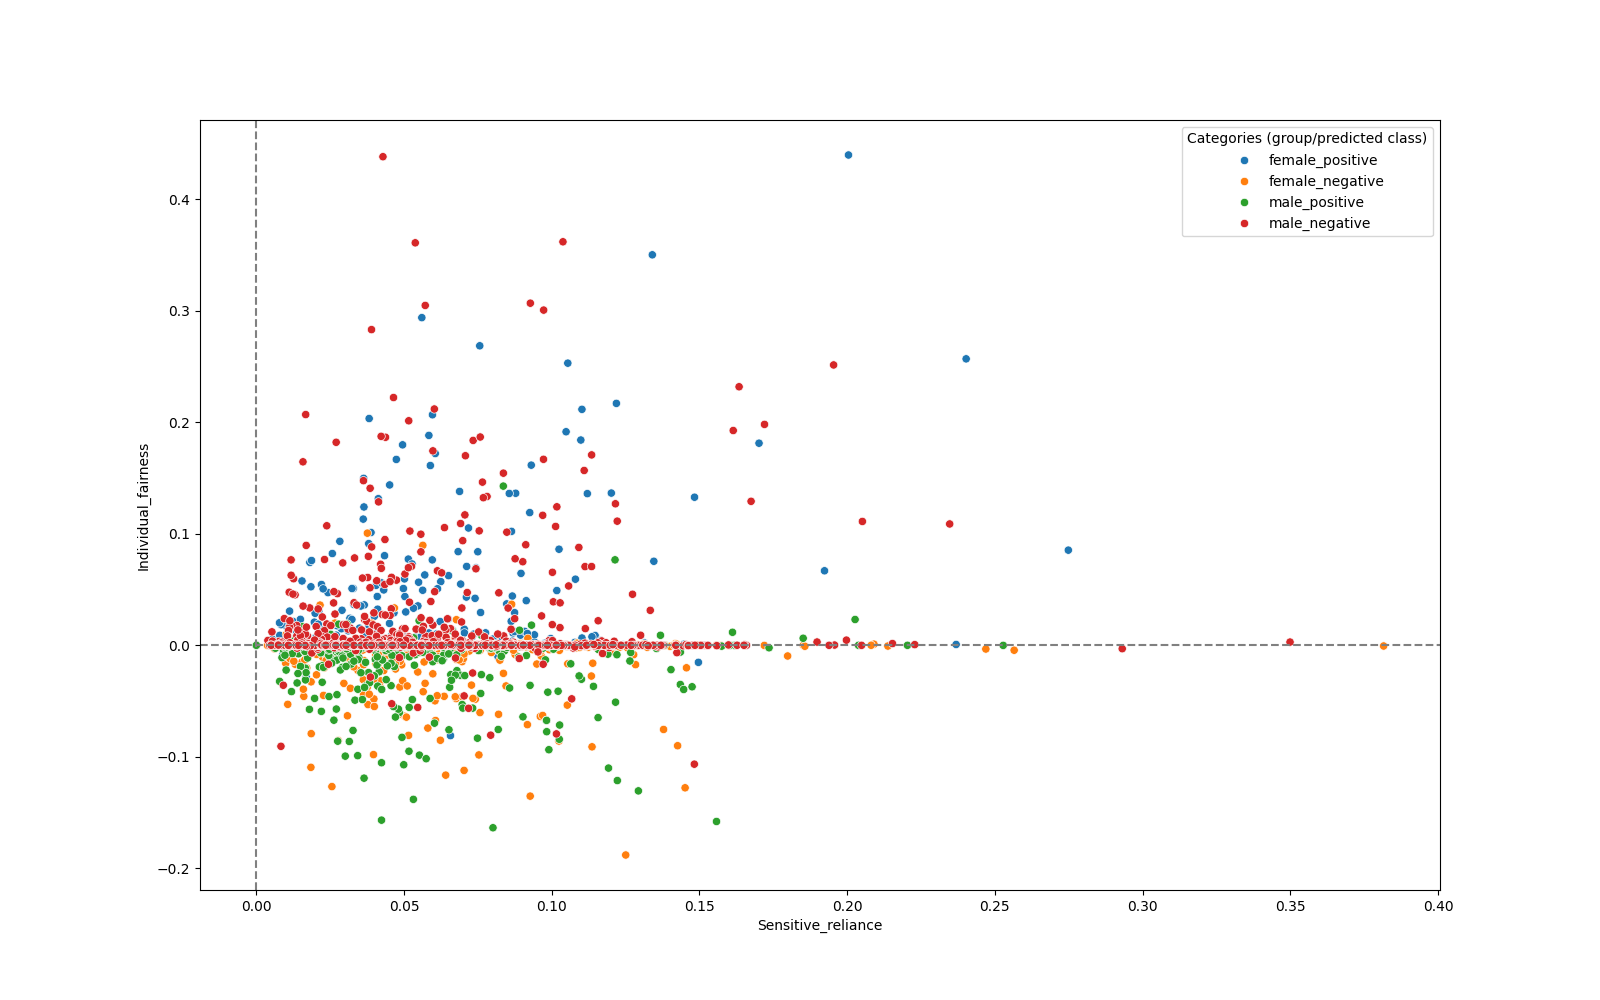 Categories (group/predicted class)
female_positive
female_negative
male_positive
male_negative
0.4
0.3
0.2
0.1
0.0
−0.1
−0.2
Individual_fairness
0.00 0.05 0.10 0.15 0.20 0.25 0.30 0.35 0.40
Sensitive_reliance